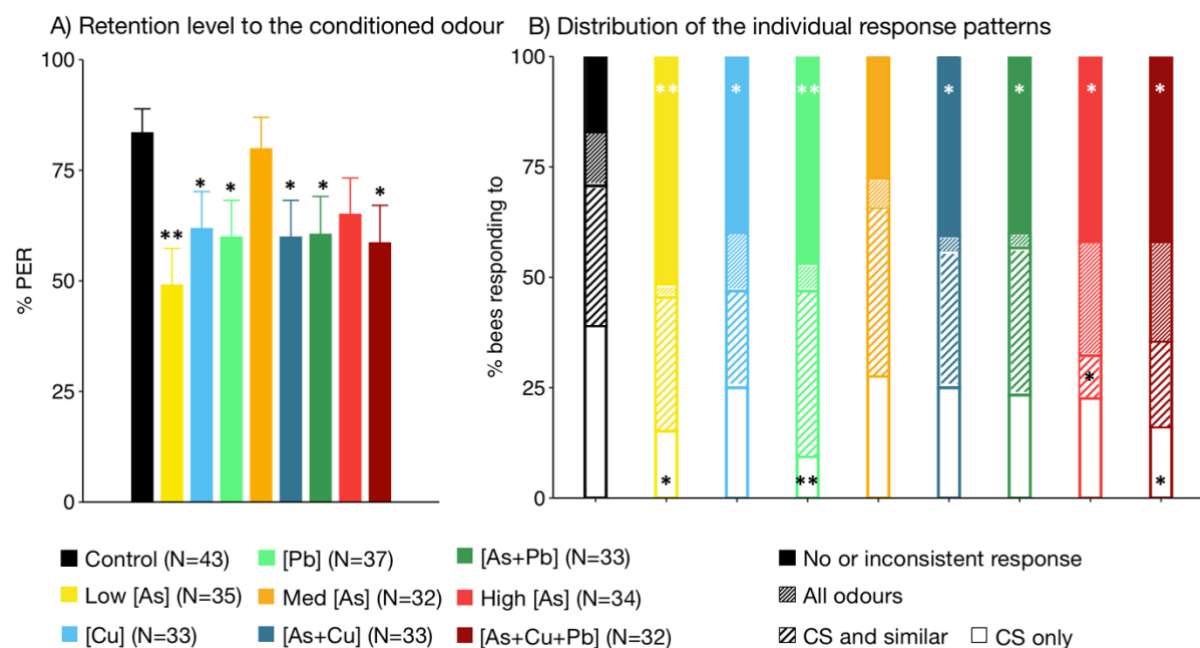 A) Retention level to the conditioned odour
100
75
50
25
0
% PER
**
*
*
*
*
*
B) Distribution of the individual response patterns
100
75
50
25
0
% bees responding to
** * ** * * * *
*
* ** *
Control (N=43) [Pb] (N=37) [As+Pb] (N=33)
Low [As] (N=35) Med [As] (N=32) High [As] (N=34)
[Cu] (N=33) [As+Cu] (N=33) [As+Cu+Pb] (N=32)
No or inconsistent response
All odours
CS and similar CS only